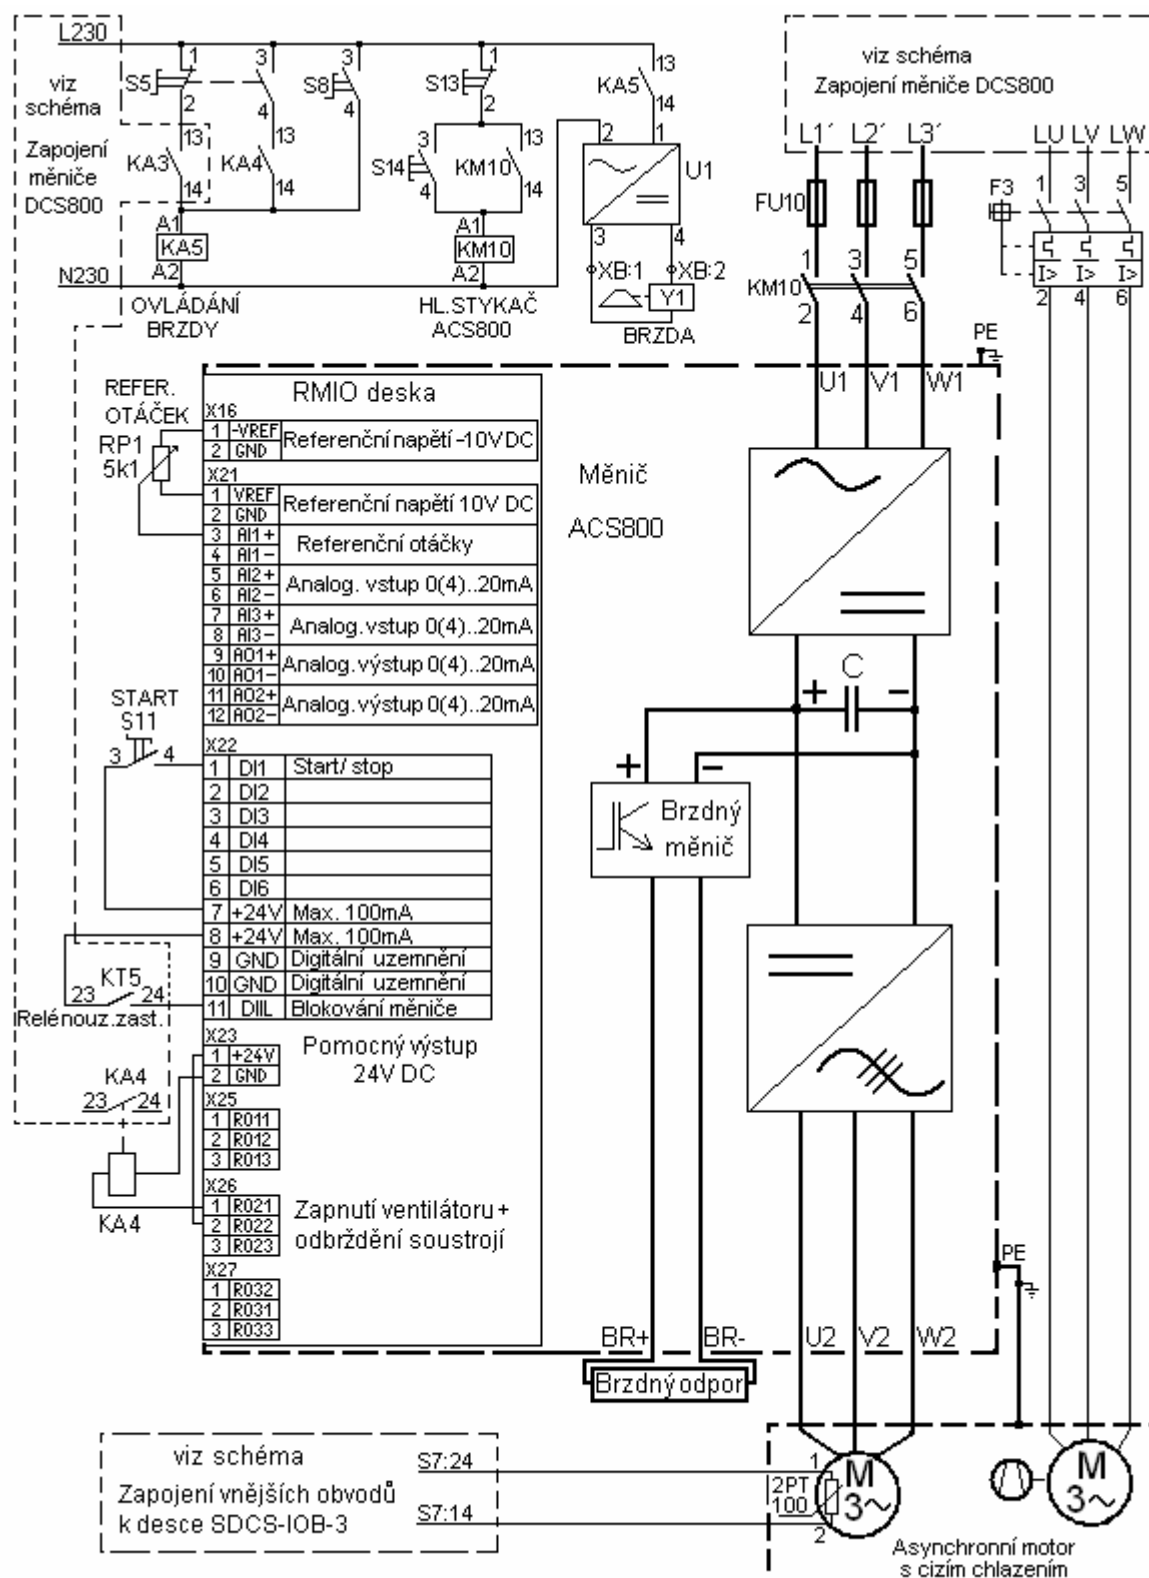 L230
viz
schéma
Zapojení
měniče
DCS800
S5
1
2
3
4
S8
3
4
S13
1
2
KA5
13
14
KA3
13
14
KA4
13
14
S14
3
4
KM10
13
14
A1
KA5
A2
A1
KM10
A2
N230
OVLÁDÁNÍ
BRZDY
HL.STYKAČ
ACS800
2
1
U1
3
4
XB:1
XB:2
Y1
BRZDA
viz schéma
Zapojení měniče DCS800
L1´ L2´ L3´
LU LV LW
FU10
F3
1 3 5
I> I> I>
2 4 6
KM10
1 3 5
2 4 6
PE
U1 V1 W1
REFER.
OTÁČEK
RP1
5k1
RMIO deska
X16
1 -VREF Referenční napětí -10V DC
2 GND
X21
1 VREF Referenční napětí 10V DC
2 GND
3 AI1+ Referenční otáčky
4 AI1-
5 AI2+ Analog. vstup 0(4)..20mA
6 AI2-
7 AI3+ Analog. vstup 0(4)..20mA
8 AI3-
9 AO1+ Analog. výstup 0(4)..20mA
10 AO1-
11 AO2+ Analog. výstup 0(4)..20mA
12 AO2-
START
S11
3 4
X22
1 DI1 Start/ stop
2 DI2
3 DI3
4 DI4
5 DI5
6 DI6
7 +24V Max. 100mA
8 +24V Max. 100mA
9 GND Digitální uzemnění
10 GND Digitální uzemnění
11 DIIL Blokování měniče
KT5
23 24
Relénouz.zast.
X23
1 +24V
2 GND
Pomocný výstup
24V DC
KA4
23 24
X25
1 RO11
2 RO12
3 RO13
KA4
X26
1 RO21
2 RO22
3 RO23
Zapnutí ventilátoru +
odbrždění soustrojí
X27
1 RO32
2 RO31
3 RO33
Měnič
ACS800
+ C -
+ -
Brzdný
měnič
PE
BR+ BR- U2 V2 W2
Brzdný odpor
viz schéma
Zapojení vnějších obvodů
k desce SDCS-IOB-3
S7:24
S7:14
1
2PT
100
2
M
3~
M
3~
Asynchronní motor
s cizím chlazením